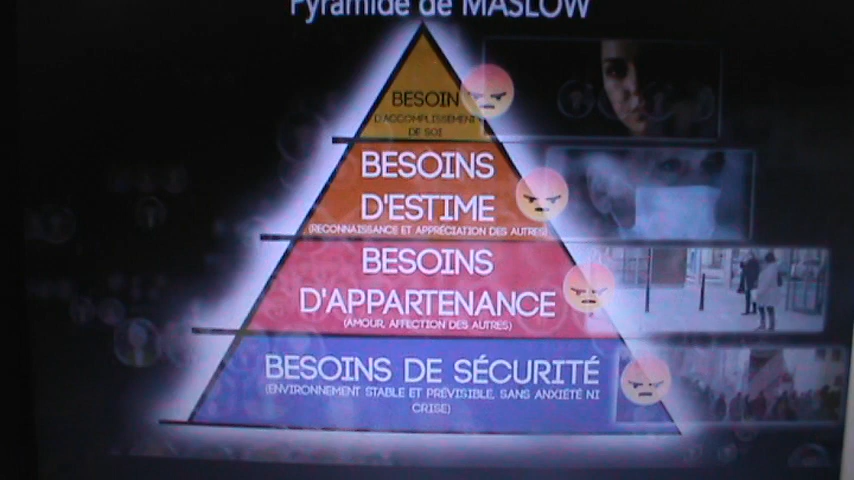 Pyramide de MASLOW
BESOIN
D'ACCOMPLISSEMENT
DE SOI
BESOINS
D'ESTIME
(RECONNAISSANCE ET APPRÉCIATION DES AUTRES)
BESOINS
D'APPARTENANCE
(AMOUR, AFFECTION DES AUTRES)
BESOINS DE SÉCURITÉ
(ENVIRONNEMENT STABLE ET PRÉVISIBLE, SANS ANXIÉTÉ NI
CRISE)